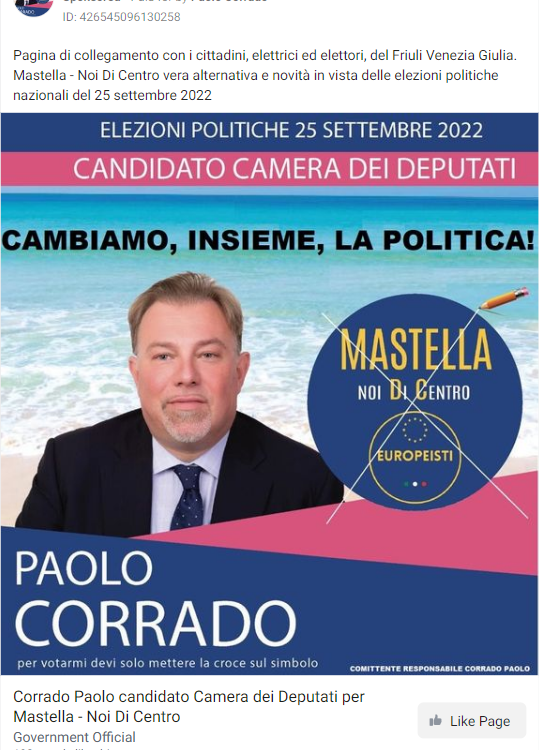 ID: 426545096130258
Pagina di collegamento con i cittadini, elettrici ed elettori, del Friuli Venezia Giulia.
Mastella - Noi Di Centro vera alternativa e novità in vista delle elezioni politiche
nazionali del 25 settembre 2022
ELEZIONI POLITICHE 25 SETTEMBRE 2022
CANDIDATO CAMERA DEI DEPUTATI
CAMBIAMO, INSIEME, LA POLITICA!
MASTELLA
NOI DI CENTRO
EUROPEISTI
PAOLO
CORRADO
per votarmi devi solo mettere la croce sul simbolo
COMITTENTE RESPONSABILE CORRADO PAOLO
Corrado Paolo candidato Camera dei Deputati per
Mastella - Noi Di Centro
Like Page
Government Official